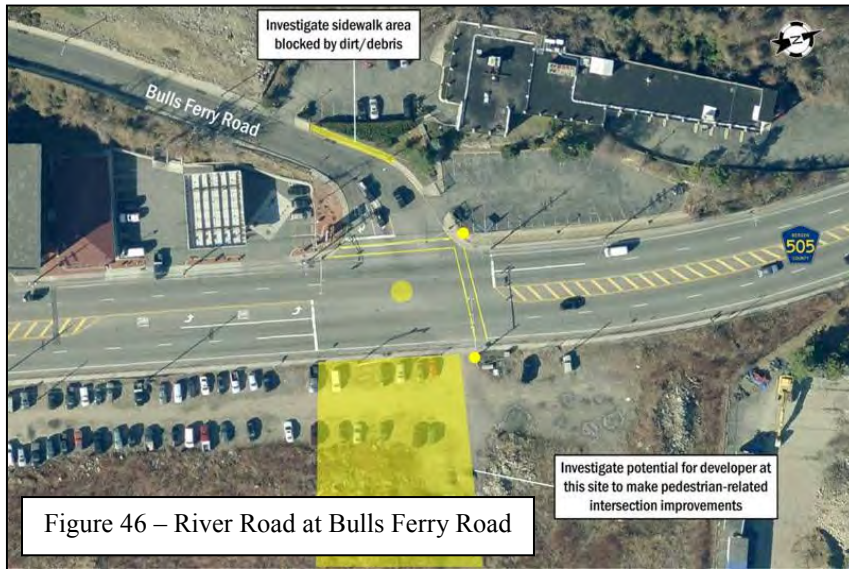 Investigate sidewalk area
blocked by dirt/debris
N
Bulls Ferry Road
BERGEN
505
COUNTY
Investigate potential for developer at
this site to make pedestrian-related
intersection improvements
Figure 46 – River Road at Bulls Ferry Road